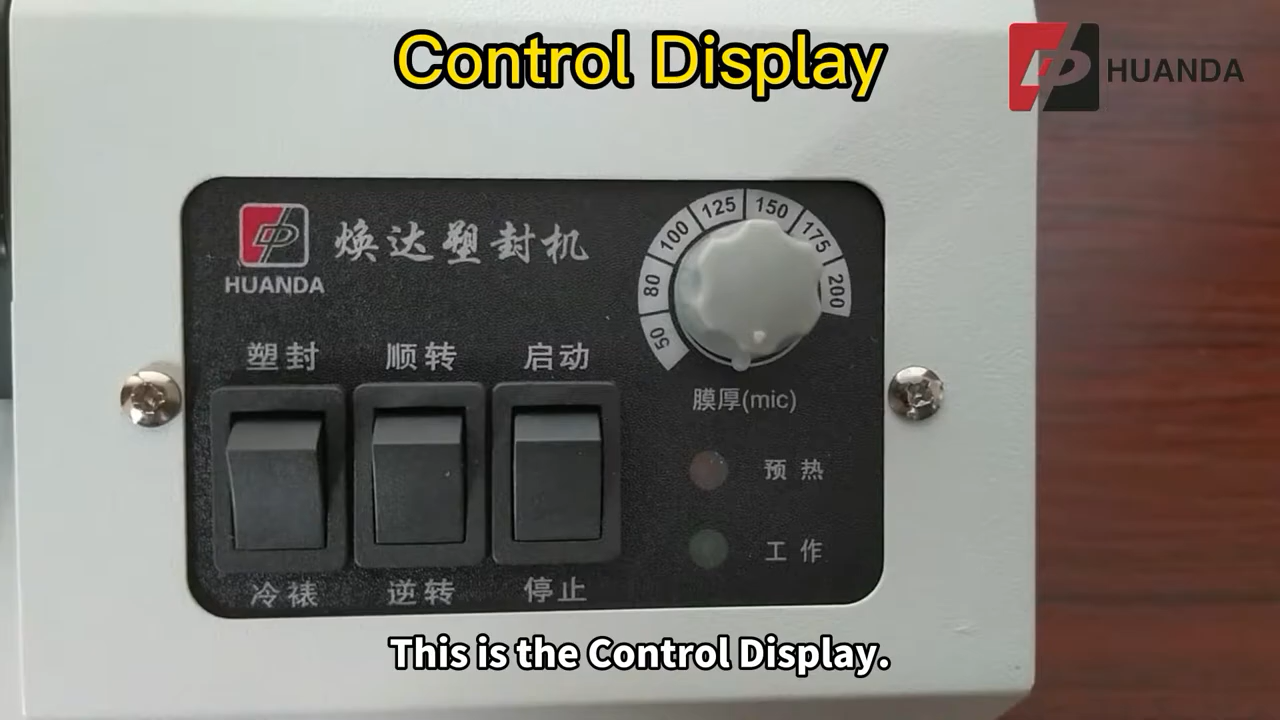 Control Display
HUANDA
焕达塑封机
HUANDA
50 80 100 125 150 175 200
膜厚(mic)
塑封 顺转 启动
预热
工作
冷裱 逆转 停止
This is the Control Display.